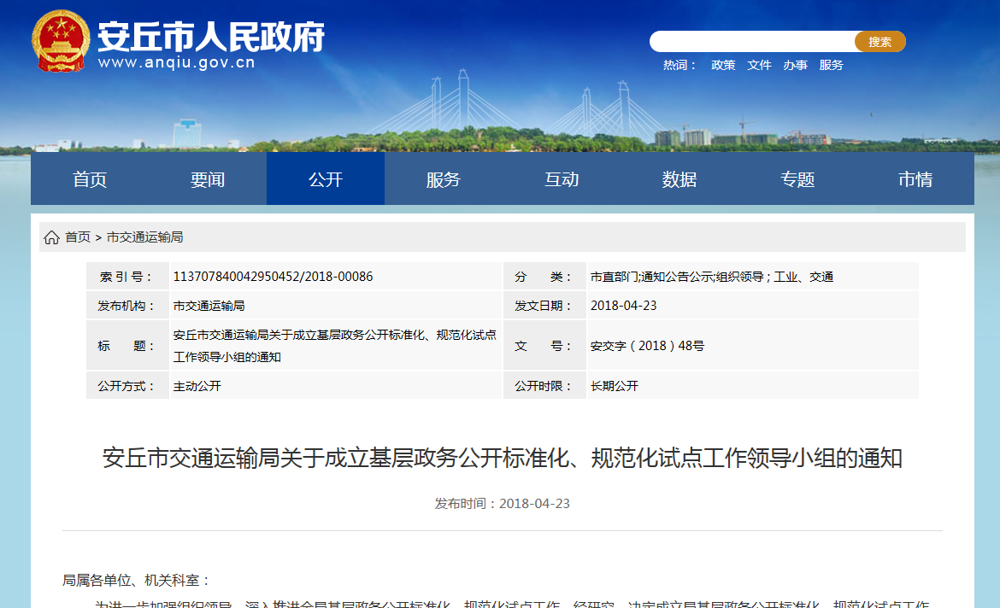 安丘市人民政府
www.anqiu.gov.cn
搜索
热词： 政策 文件 办事 服务
首页 要闻 公开 服务 互动 数据 专题 市情
首页 > 市交通运输局
索 引 号： 113707840042950452/2018-00086 分 类： 市直部门;通知公告公示;组织领导 ; 工业、交通
发布机构： 市交通运输局 发文日期： 2018-04-23
标 题： 安丘市交通运输局关于成立基层政务公开标准化、规范化试点
工作领导小组的通知 文 号： 安交字（2018）48号
公开方式： 主动公开 公开时限： 长期公开
安丘市交通运输局关于成立基层政务公开标准化、规范化试点工作领导小组的通知
发布时间：2018-04-23
局属各单位、机关科室：
为进一步加强组织领导，深入推进全局基层政务公开标准化、规范化试点工作，经研究，决定成立局基层政务公开标准化、规范化试点工作